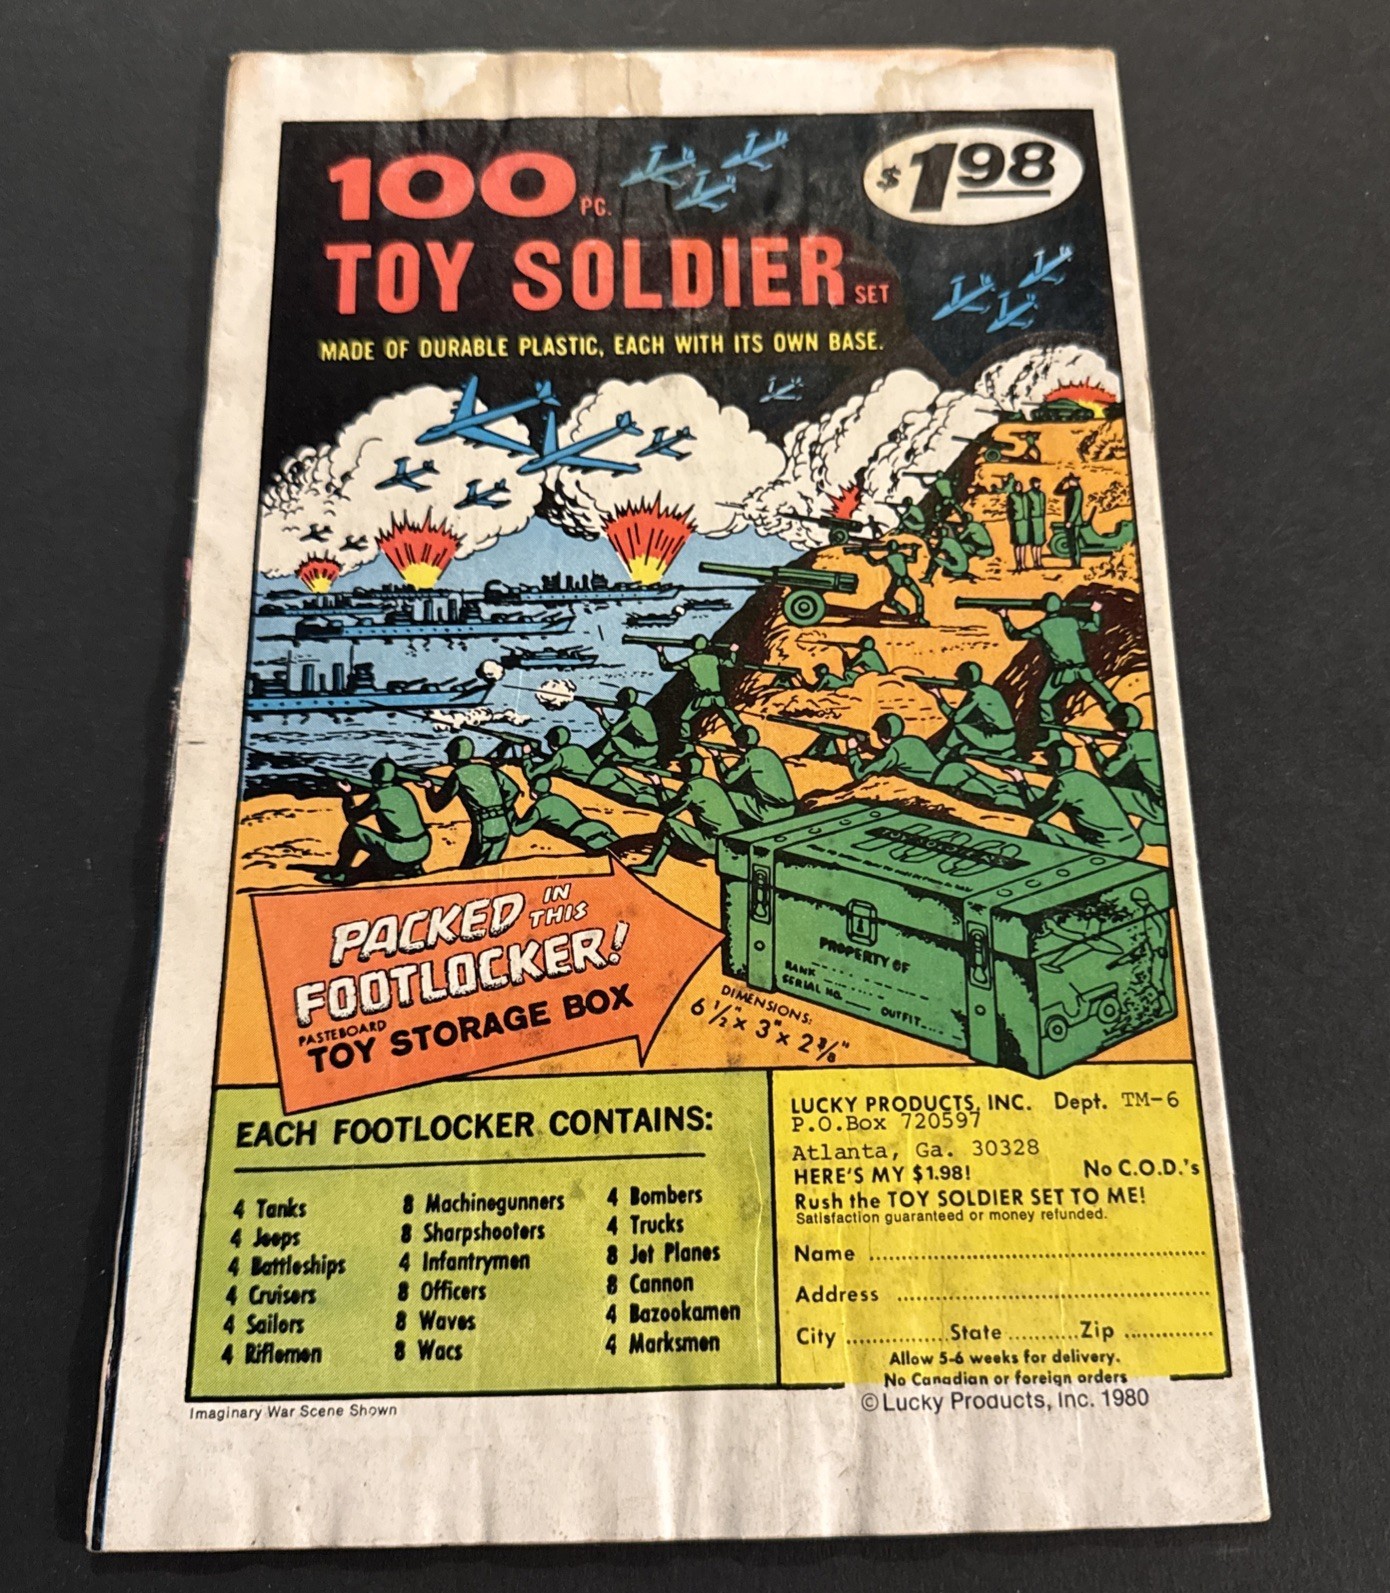 100 PC.
$1.98
TOY SOLDIER SET
MADE OF DURABLE PLASTIC, EACH WITH ITS OWN BASE.
PACKED IN THIS
FOOTLOCKER!
PASTEBOARD
TOY STORAGE BOX
PROPERTY OF
RANK
SERIAL NO.
OUTFIT....
DIMENSIONS:
6 1/2" x 3" x 2 3/8"
EACH FOOTLOCKER CONTAINS:
4 Tanks
4 Jeeps
4 Battleships
4 Cruisers
4 Sailors
4 Riflemen
8 Machinegunners
8 Sharpshooters
4 Infantrymen
8 Officers
8 Waves
8 Wacs
4 Bombers
4 Trucks
8 Jet Planes
8 Cannon
4 Bazookamen
4 Marksmen
LUCKY PRODUCTS, INC. Dept. TM-6
P.O.Box 720597
Atlanta, Ga. 30328
HERE'S MY $1.98! No C.O.D.'s
Rush the TOY SOLDIER SET TO ME!
Satisfaction guaranteed or money refunded.
Name
Address
City ............... State .......... Zip .............
Allow 5-6 weeks for delivery.
No Canadian or foreign orders
Imaginary War Scene Shown
© Lucky Products, Inc. 1980